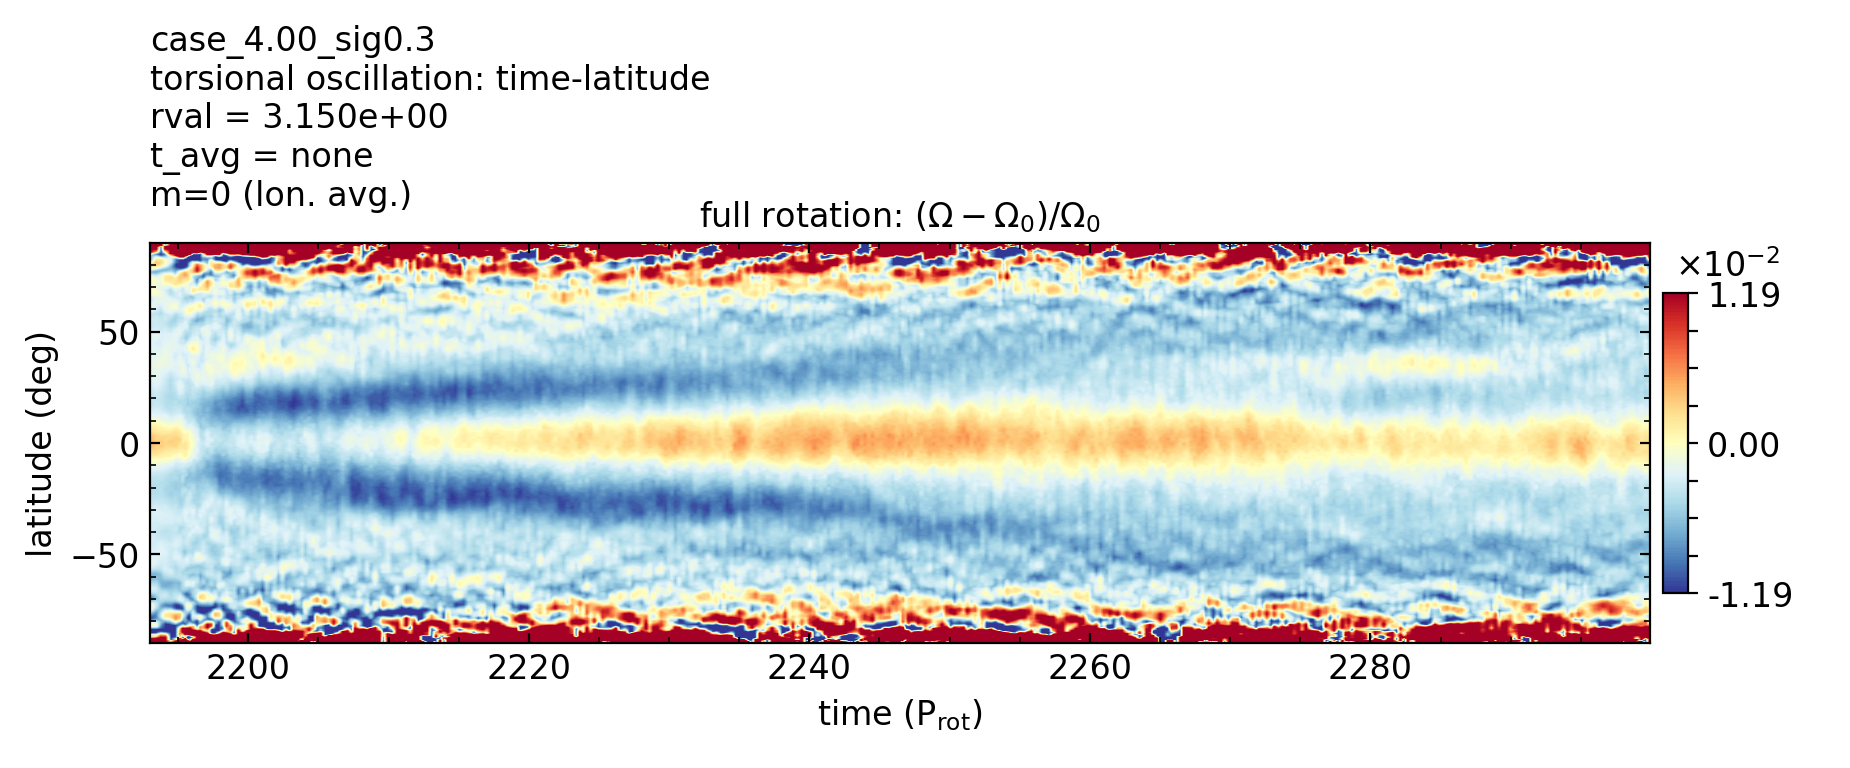 case_4.00_sig0.3
torsional oscillation: time-latitude
rval = 3.150e+00
t_avg = none
m=0 (lon. avg.)
full rotation: (Ω − Ω₀)/Ω₀
×10⁻²
1.19
0.00
-1.19
50
0
−50
latitude (deg)
2200 2220 2240 2260 2280
time (P_rot)